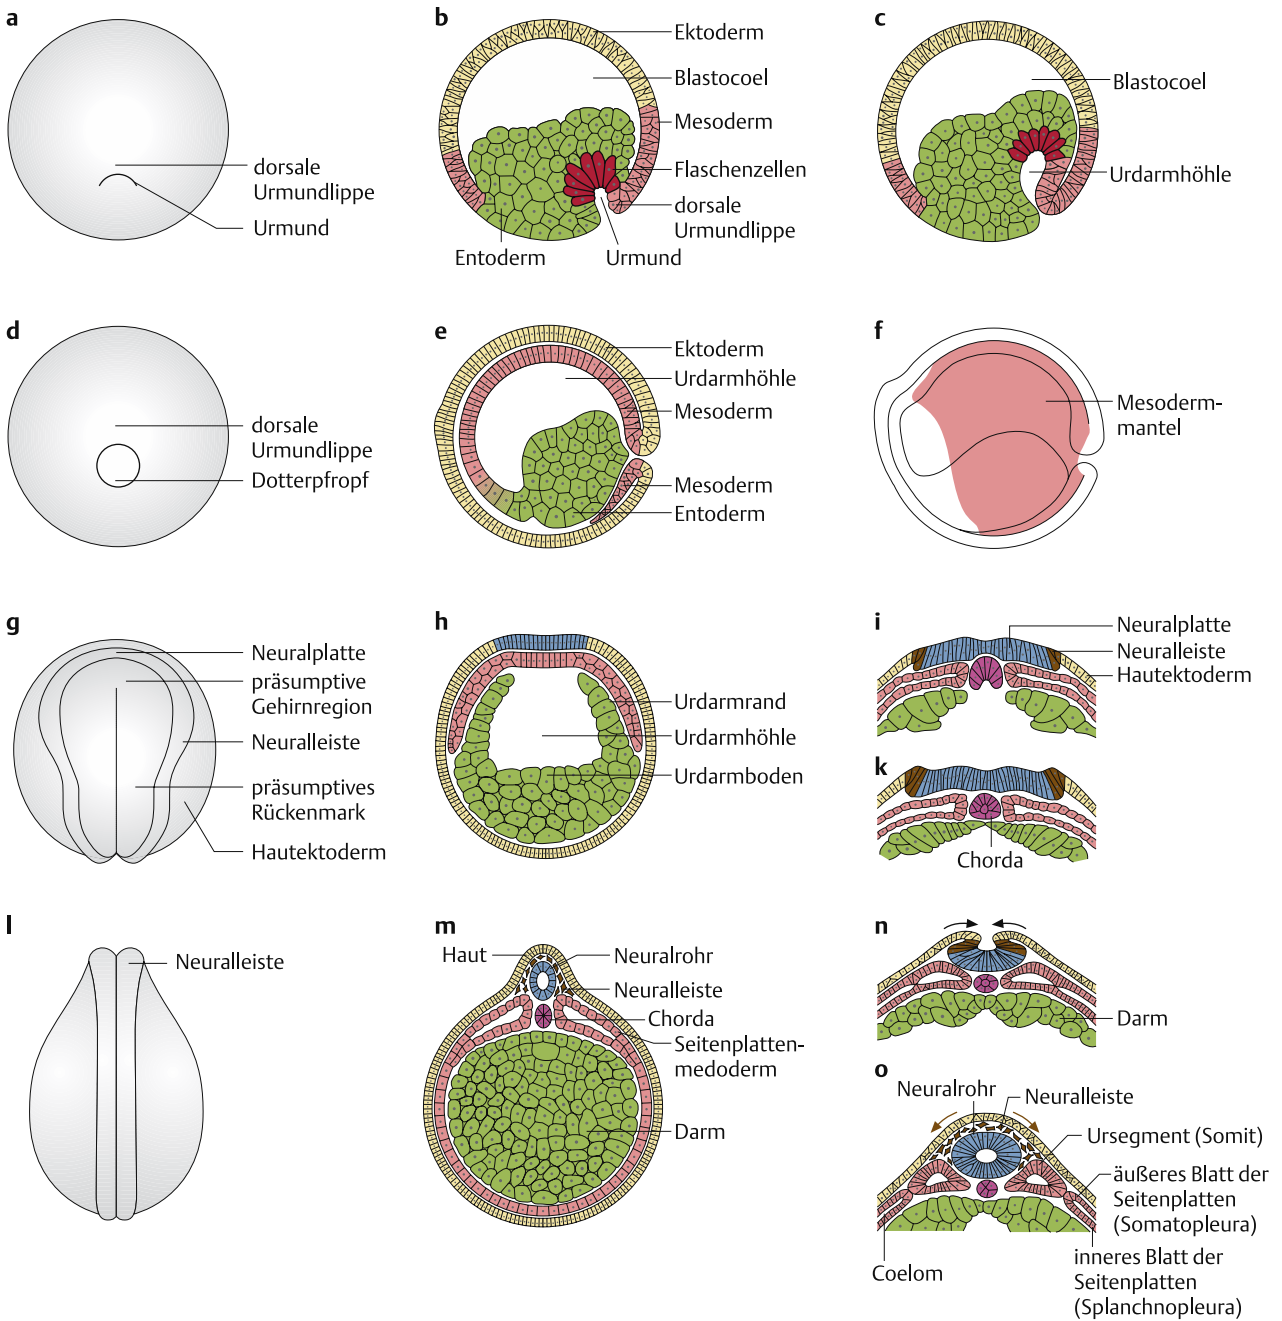 a
dorsale
Urmundlippe
Urmund
b
Ektoderm
Blastocoel
Mesoderm
Flaschenzellen
dorsale
Urmundlippe
Entoderm
Urmund
c
Blastocoel
Urdarmhöhle
d
dorsale
Urmundlippe
Dotterpfropf
e
Ektoderm
Urdarmhöhle
Mesoderm
Mesoderm
Entoderm
f
Mesoderm-
mantel
g
Neuralplatte
präsumptive
Gehirnregion
Neuralleiste
präsumptives
Rückenmark
Hautektoderm
h
Urdarmrand
Urdarmhöhle
Urdarmboden
i
Neuralplatte
Neuralleiste
Hautektoderm
k
Chorda
l
Neuralleiste
m
Haut
Neuralrohr
Neuralleiste
Chorda
Seitenplatten-
medoderm
Darm
n
Darm
o
Neuralrohr
Neuralleiste
Ursegment (Somit)
äußeres Blatt der
Seitenplatten
(Somatopleura)
Coelom
inneres Blatt der
Seitenplatten
(Splanchnopleura)